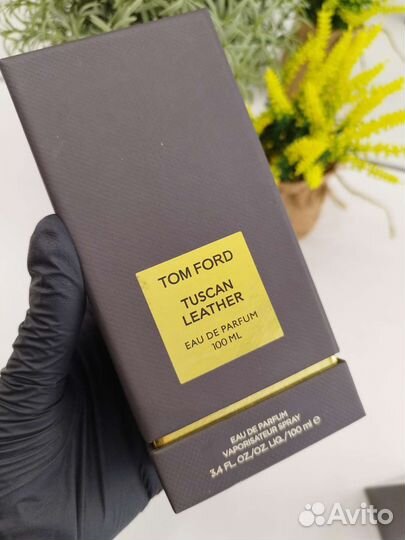 TOM FORD
TUSCAN
LEATHER
EAU DE PARFUM
100 ML
EAU DE PARFUM
VAPORISATEUR SPRAY
3.4 FL. OZ/OZ. LIQ./100 ml ℮
Avito